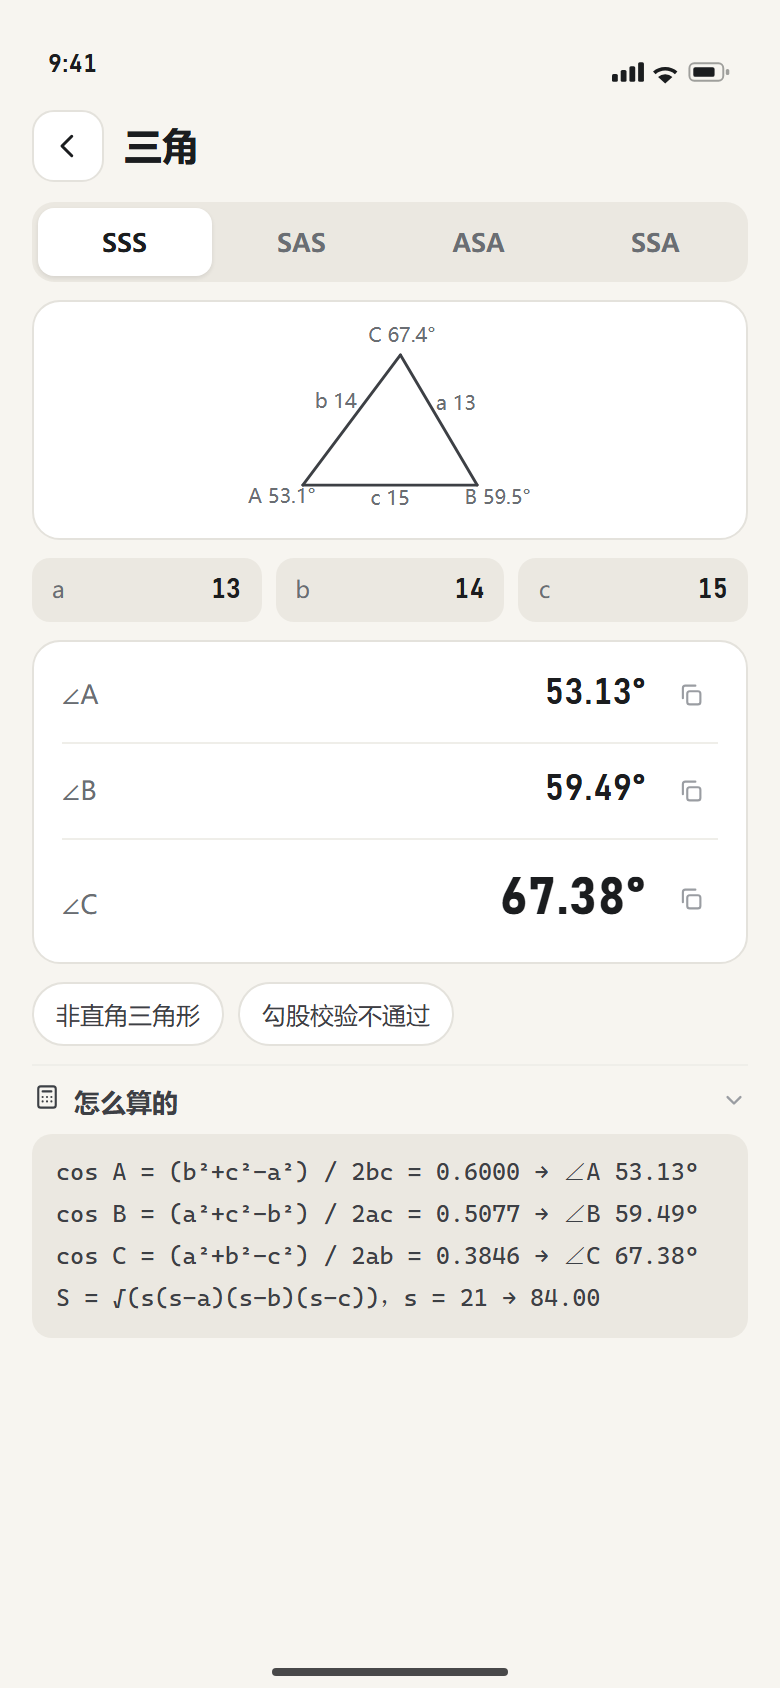 9:41
三角
SSS SAS ASA SSA
C 67.4°
b 14
a 13
A 53.1°
c 15
B 59.5°
a 13 b 14 c 15
∠A 53.13°
∠B 59.49°
∠C 67.38°
非直角三角形 勾股校验不通过
怎么算的
cos A = (b²+c²−a²) / 2bc = 0.6000 → ∠A 53.13°
cos B = (a²+c²−b²) / 2ac = 0.5077 → ∠B 59.49°
cos C = (a²+b²−c²) / 2ab = 0.3846 → ∠C 67.38°
S = √(s(s−a)(s−b)(s−c)), s = 21 → 84.00